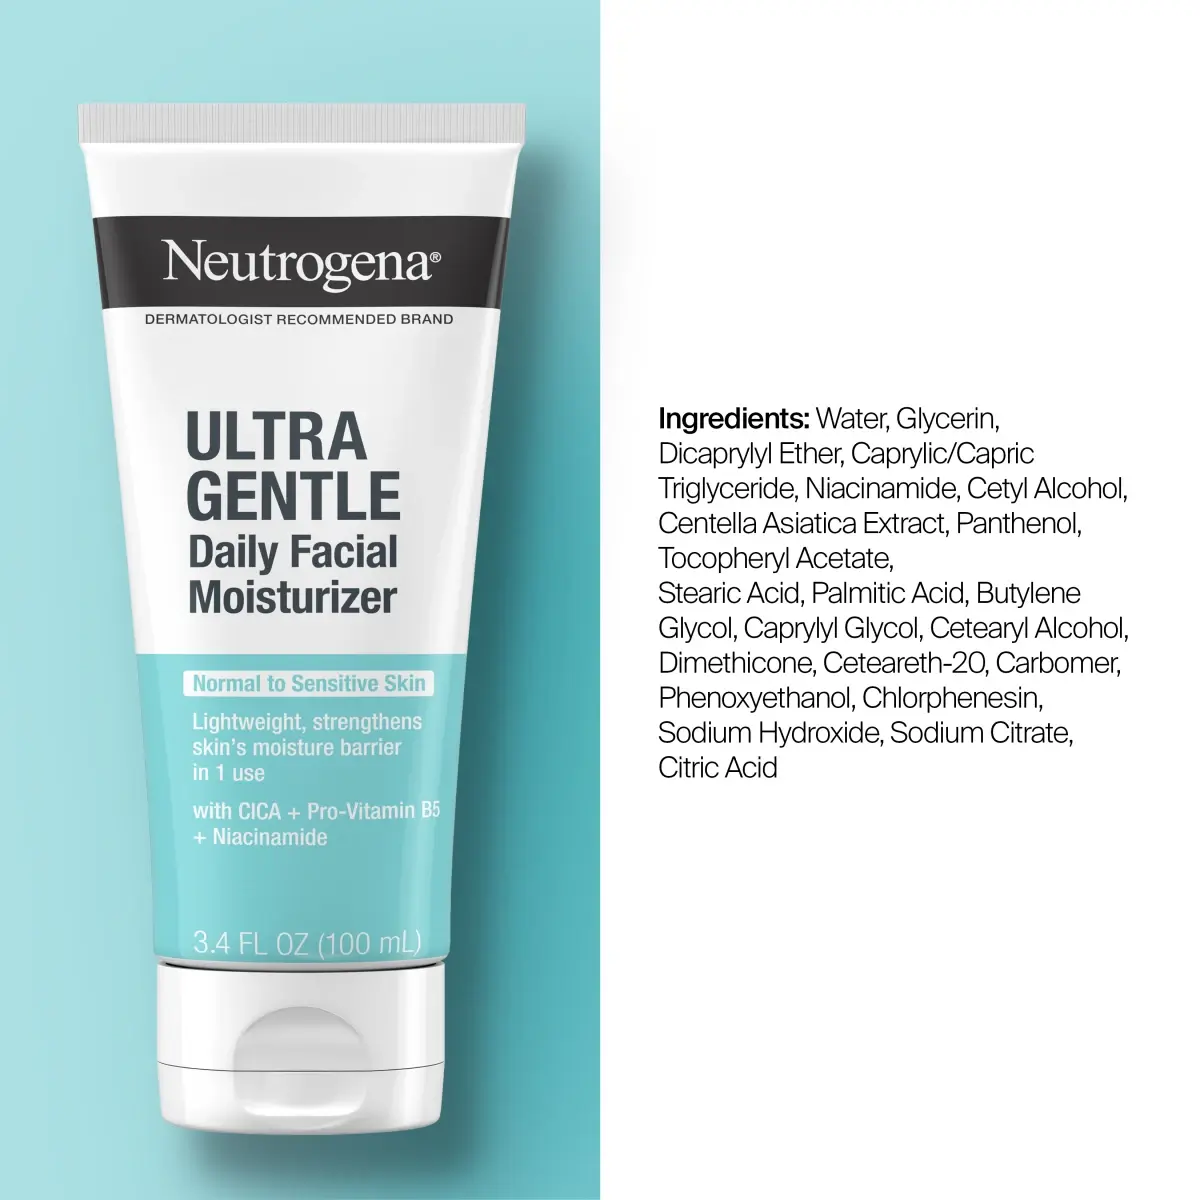 Neutrogena®
DERMATOLOGIST RECOMMENDED BRAND
ULTRA
GENTLE
Daily Facial
Moisturizer
Normal to Sensitive Skin
Lightweight, strengthens
skin's moisture barrier
in 1 use
with CICA + Pro-Vitamin B5
+ Niacinamide
3.4 FL OZ (100 mL)
Ingredients: Water, Glycerin,
Dicaprylyl Ether, Caprylic/Capric
Triglyceride, Niacinamide, Cetyl Alcohol,
Centella Asiatica Extract, Panthenol,
Tocopheryl Acetate,
Stearic Acid, Palmitic Acid, Butylene
Glycol, Caprylyl Glycol, Cetearyl Alcohol,
Dimethicone, Ceteareth-20, Carbomer,
Phenoxyethanol, Chlorphenesin,
Sodium Hydroxide, Sodium Citrate,
Citric Acid